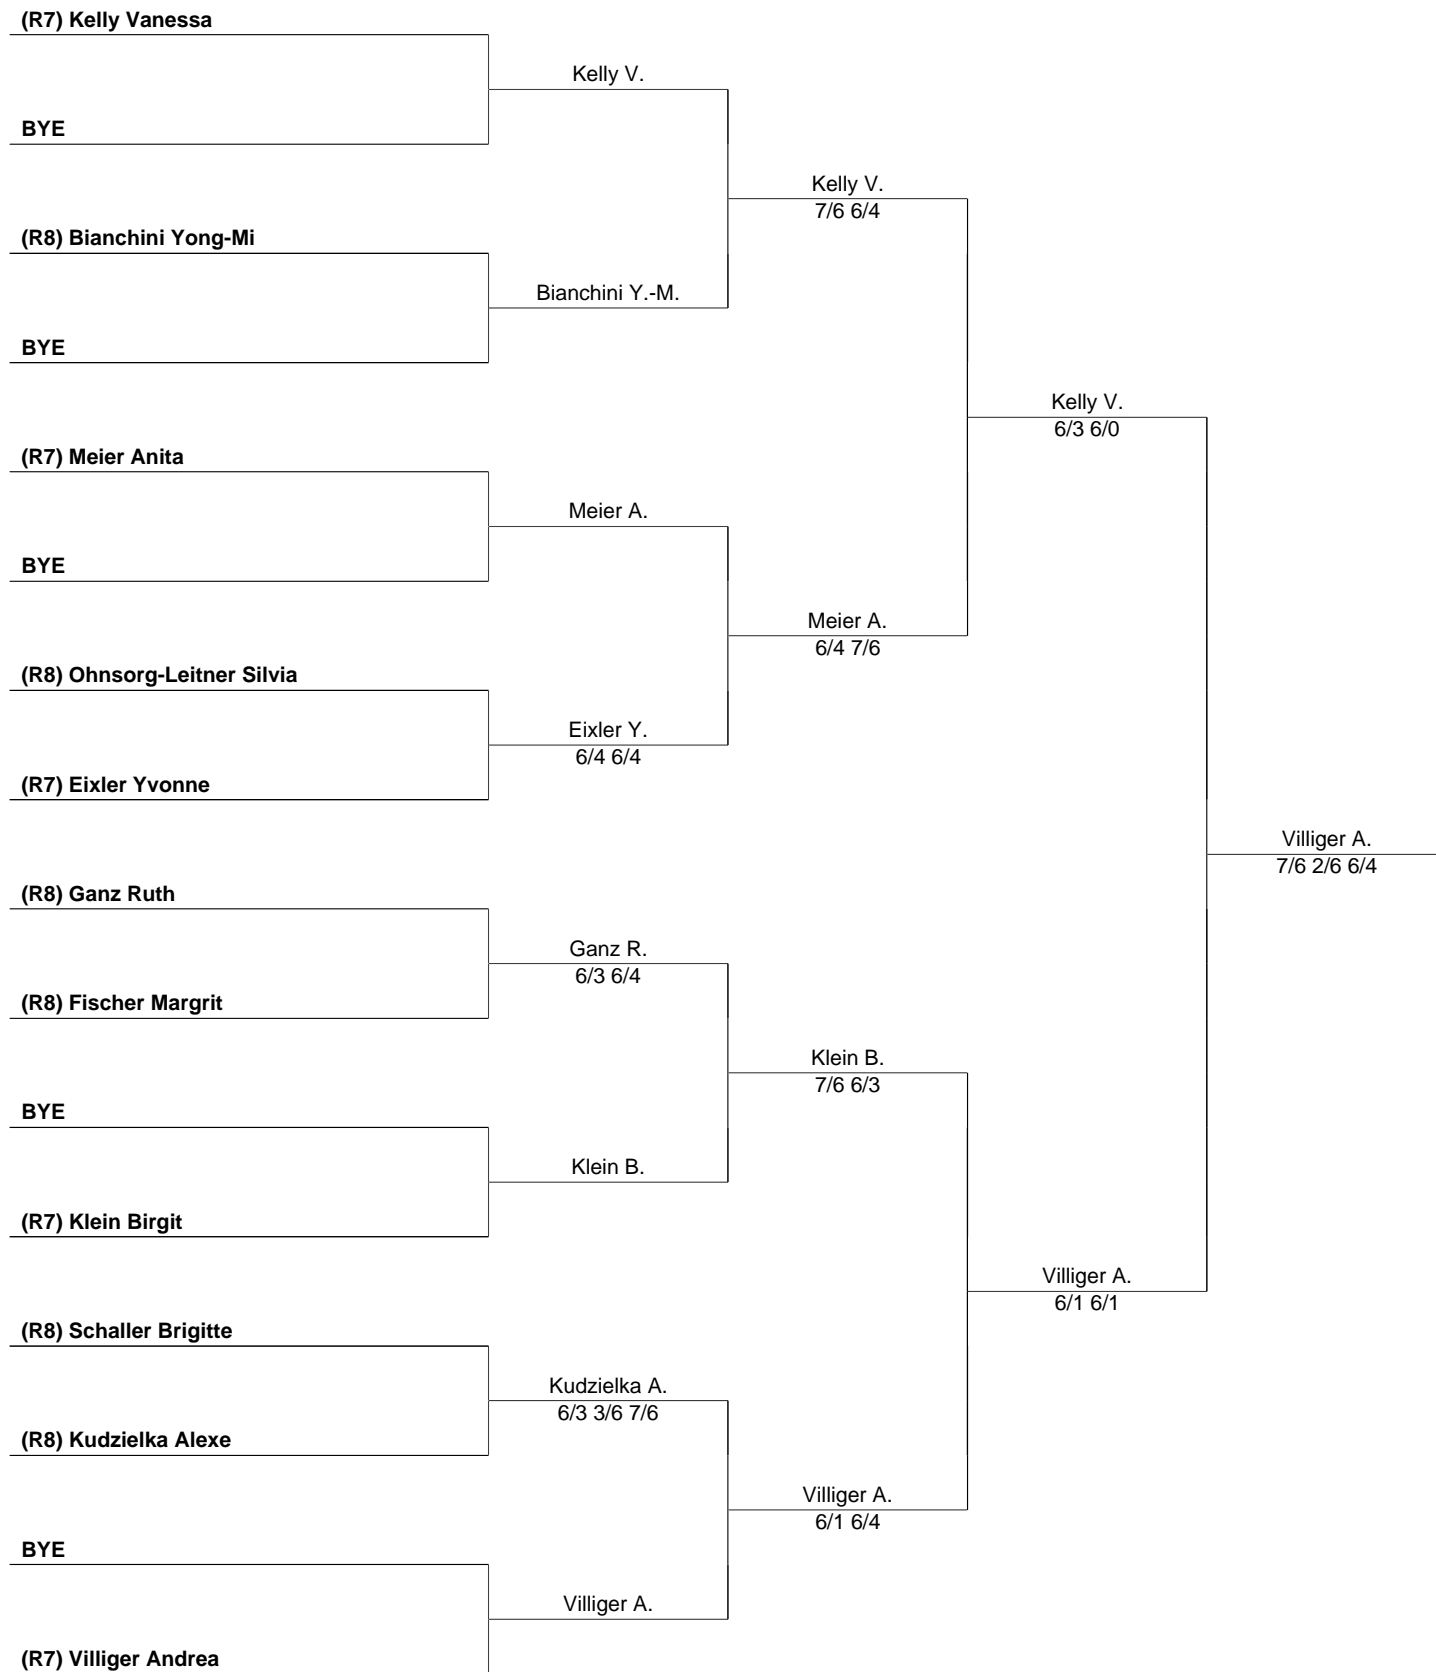 (R7) Kelly Vanessa
Kelly V.
BYE
Kelly V.
7/6 6/4
(R8) Bianchini Yong-Mi
Bianchini Y.-M.
BYE
Kelly V.
6/3 6/0
(R7) Meier Anita
Meier A.
BYE
Meier A.
6/4 7/6
(R8) Ohnsorg-Leitner Silvia
Eixler Y.
6/4 6/4
(R7) Eixler Yvonne
Villiger A.
7/6 2/6 6/4
(R8) Ganz Ruth
Ganz R.
6/3 6/4
(R8) Fischer Margrit
Klein B.
7/6 6/3
BYE
Klein B.
(R7) Klein Birgit
Villiger A.
6/1 6/1
(R8) Schaller Brigitte
Kudzielka A.
6/3 3/6 7/6
(R8) Kudzielka Alexe
Villiger A.
6/1 6/4
BYE
Villiger A.
(R7) Villiger Andrea